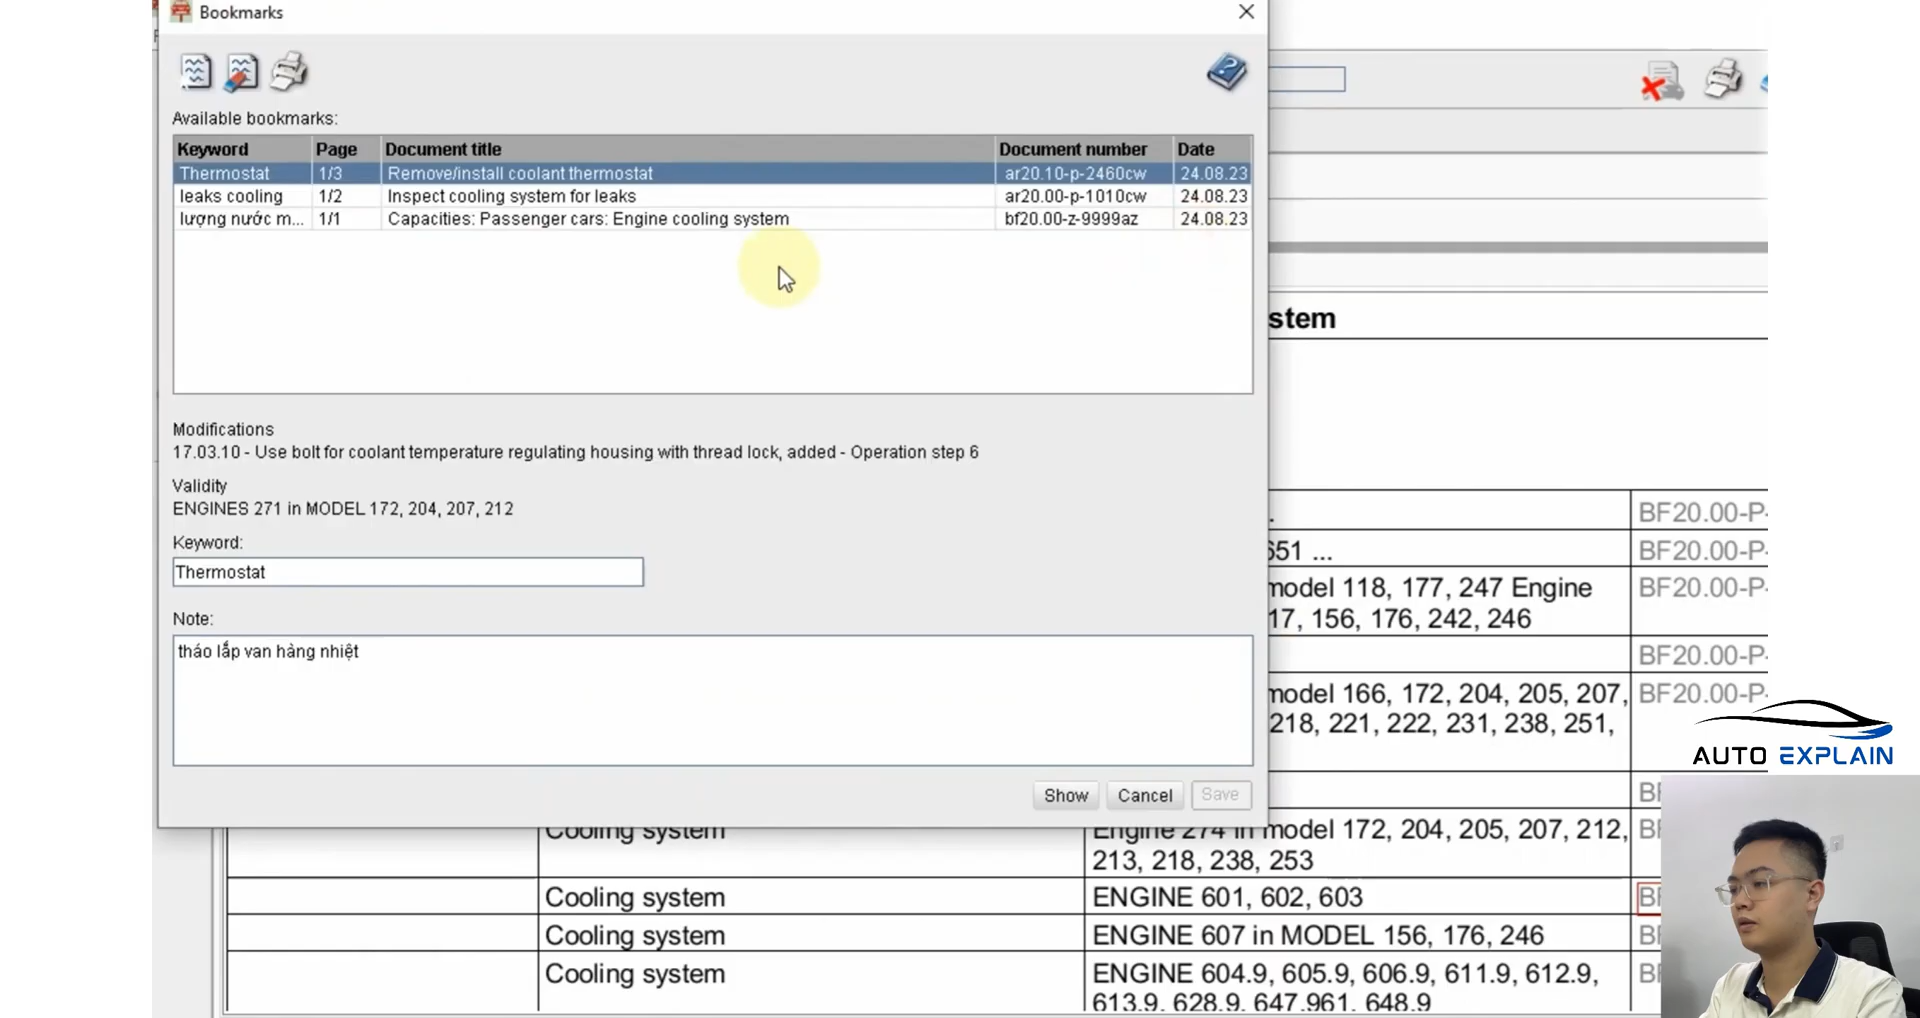 Bookmarks
Available bookmarks:
Keyword Page Document title Document number Date
Thermostat 1/3 Remove/install coolant thermostat ar20.10-p-2460cw 24.08.23
leaks cooling 1/2 Inspect cooling system for leaks ar20.00-p-1010cw 24.08.23
lượng nước m... 1/1 Capacities: Passenger cars: Engine cooling system bf20.00-z-9999az 24.08.23
Modifications
17.03.10 - Use bolt for coolant temperature regulating housing with thread lock, added - Operation step 6
Validity
ENGINES 271 in MODEL 172, 204, 207, 212
Keyword:
Thermostat
Note:
tháo lắp van hàng nhiệt
Show Cancel Save
stem
. BF20.00-P-
651 ... BF20.00-P-
model 118, 177, 247 Engine BF20.00-P-
17, 156, 176, 242, 246
BF20.00-P-
model 166, 172, 204, 205, 207, BF20.00-P-
218, 221, 222, 231, 238, 251,
Cooling system Engine 274 in model 172, 204, 205, 207, 212,
213, 218, 238, 253
Cooling system ENGINE 601, 602, 603
Cooling system ENGINE 607 in MODEL 156, 176, 246
Cooling system ENGINE 604.9, 605.9, 606.9, 611.9, 612.9,
613.9, 628.9, 647.961, 648.9
AUTO EXPLAIN